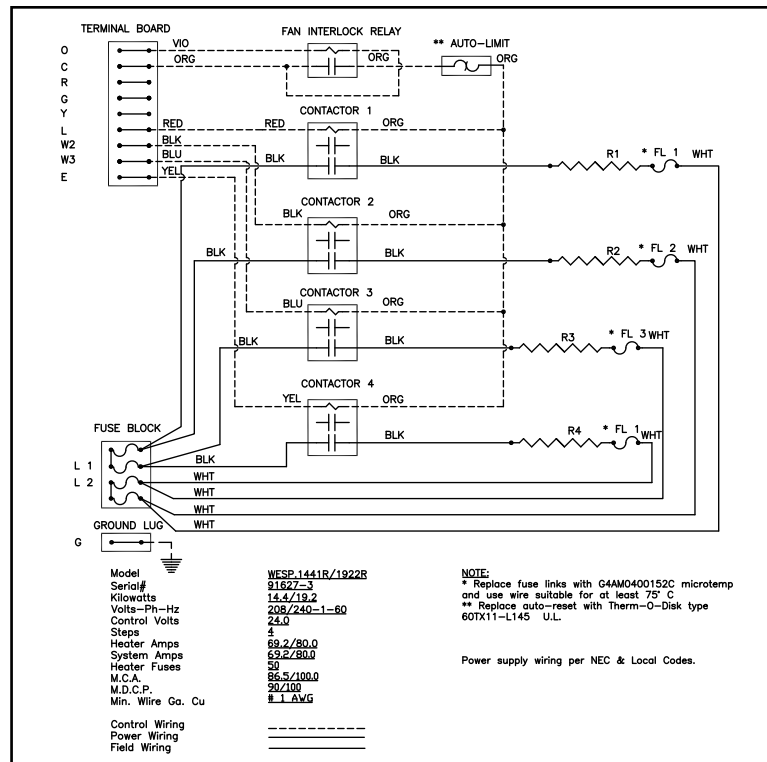 TERMINAL BOARD
FAN INTERLOCK RELAY
** AUTO-LIMIT
O
VIO
C
ORG
ORG
ORG
R
G
Y
CONTACTOR 1
L
RED
RED
ORG
W2
BLK
W3
BLU
BLK
BLK
R1
* FL 1
WHT
E
YEL
CONTACTOR 2
BLK
ORG
BLK
BLK
R2
* FL 2
WHT
CONTACTOR 3
BLU
ORG
BLK
BLK
R3
* FL 3
WHT
CONTACTOR 4
YEL
ORG
FUSE BLOCK
BLK
R4
* FL 1
WHT
L 1
BLK
L 2
WHT
WHT
WHT
WHT
GROUND LUG
G
Model WESP.1441R/1922R
Serial# 91627-3
Kilowatts 14.4/19.2
Volts-Ph-Hz 208/240-1-60
Control Volts 24.0
Steps 4
Heater Amps 69.2/80.0
System Amps 69.2/80.0
Heater Fuses 50
M.C.A. 86.5/100.0
M.D.C.P. 90/100
Min. Wlire Ga. Cu # 1 AWG
Control Wiring
Power Wiring
Field Wiring
NOTE:
* Replace fuse links with G4AM0400152C microtemp
and use wire suitable for at least 75° C
** Replace auto-reset with Therm-O-Disk type
60TX11-L145 U.L.
Power supply wiring per NEC & Local Codes.